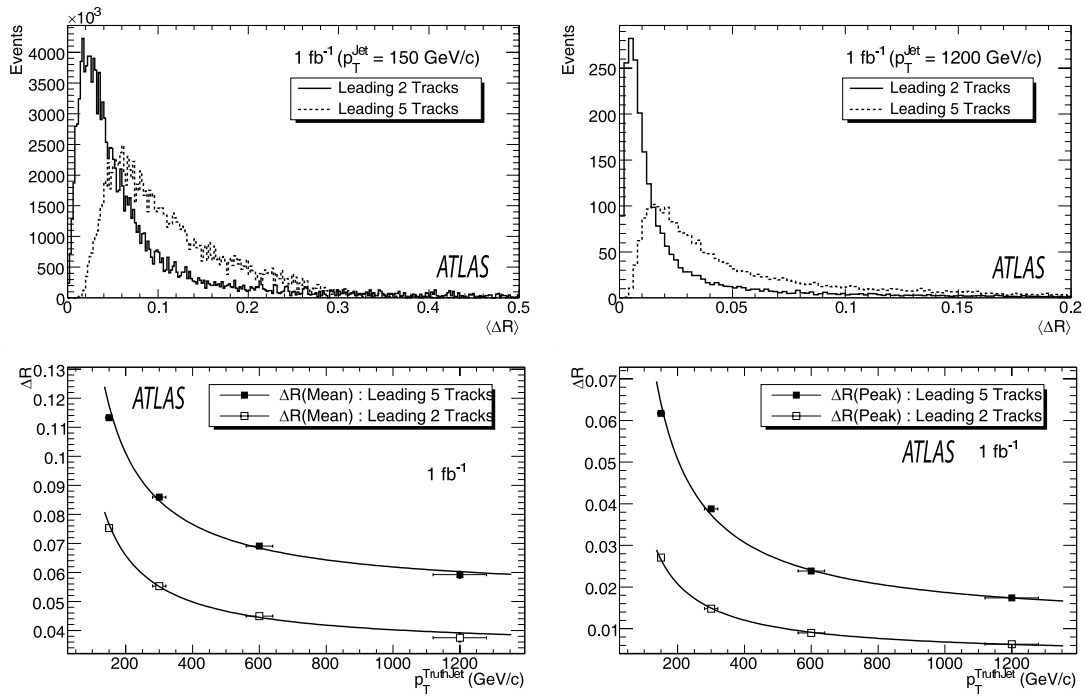 ×10³
Events
4000
3500
3000
2500
2000
1500
1000
500
0
1 fb⁻¹ (p_T^Jet = 150 GeV/c)
Leading 2 Tracks
Leading 5 Tracks
ATLAS
0 0.1 0.2 0.3 0.4 0.5
⟨ΔR⟩
Events
250
200
150
100
50
0
1 fb⁻¹ (p_T^Jet = 1200 GeV/c)
Leading 2 Tracks
Leading 5 Tracks
ATLAS
0 0.05 0.1 0.15 0.2
⟨ΔR⟩
ΔR
0.13
0.12
0.11
0.1
0.09
0.08
0.07
0.06
0.05
0.04
ATLAS
ΔR(Mean) : Leading 5 Tracks
ΔR(Mean) : Leading 2 Tracks
1 fb⁻¹
200 400 600 800 1000 1200
p_T^TruthJet (GeV/c)
ΔR
0.07
0.06
0.05
0.04
0.03
0.02
0.01
ΔR(Peak) : Leading 5 Tracks
ΔR(Peak) : Leading 2 Tracks
ATLAS 1 fb⁻¹
200 400 600 800 1000 1200
p_T^TruthJet (GeV/c)